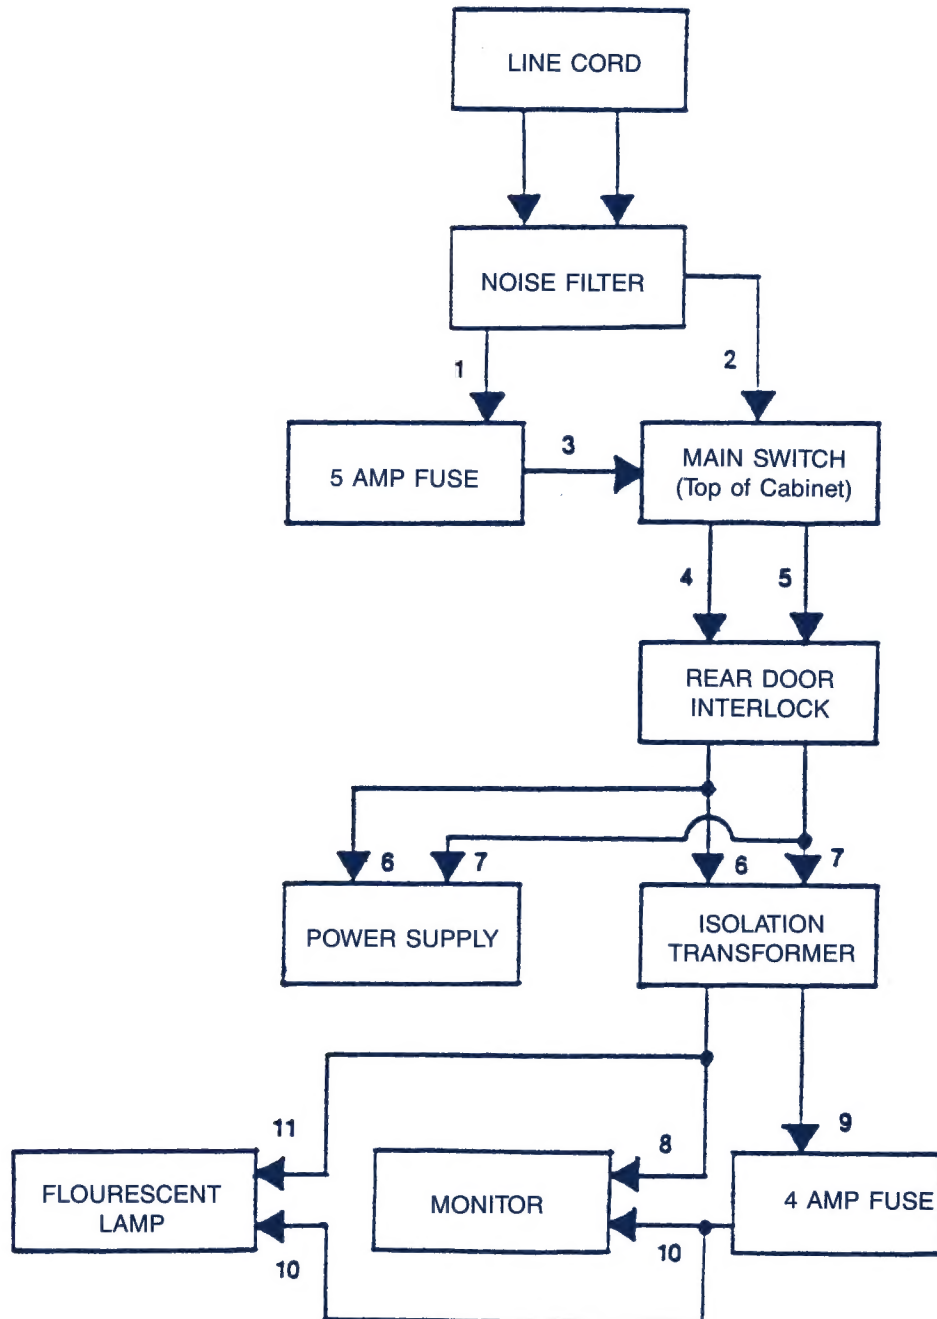 LINE CORD
NOISE FILTER
1
2
5 AMP FUSE
3
MAIN SWITCH
(Top of Cabinet)
4
5
REAR DOOR
INTERLOCK
6
7
6
7
POWER SUPPLY
ISOLATION
TRANSFORMER
11
8
9
FLOURESCENT
LAMP
MONITOR
4 AMP FUSE
10
10